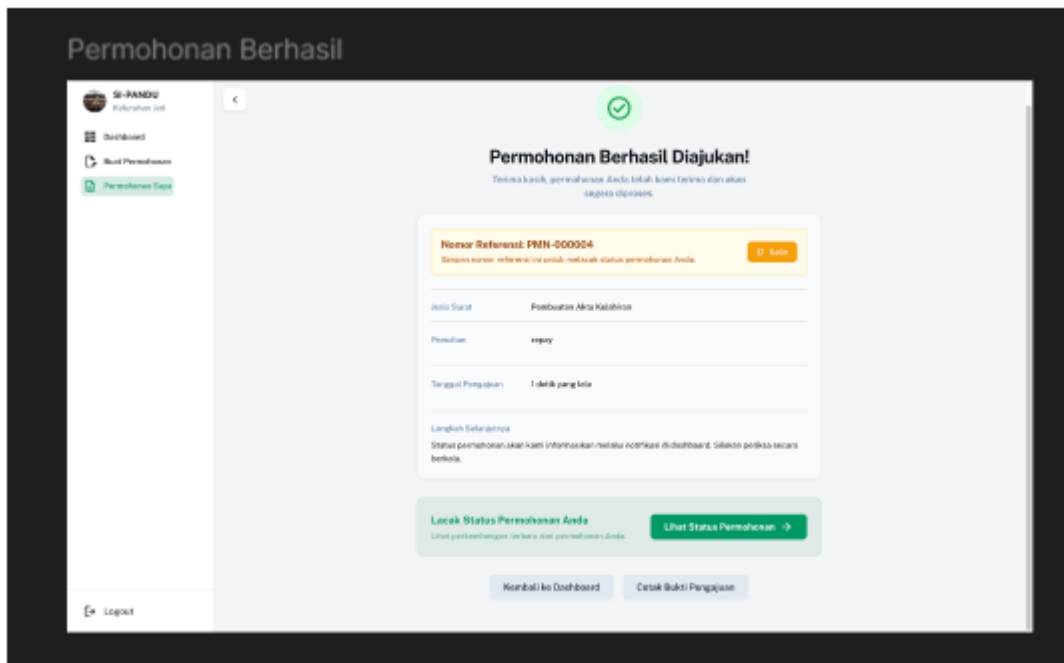 Permohonan Berhasil
SI-PANDU
Kelurahan Jati
Dashboard
Buat Permohonan
Permohonan Saya
Logout
Permohonan Berhasil Diajukan!
Terima kasih, permohonan Anda telah kami terima dan akan
segera diproses.
Nomor Referensi: PMN-000004
Simpan nomor referensi ini untuk melacak status permohonan Anda.
Salin
Jenis Surat
Pembuatan Akta Kelahiran
Pemohon
Tanggal Pengajuan
1 detik yang lalu
Langkah Selanjutnya
Status permohonan akan kami informasikan melalui notifikasi di dashboard. Silakan periksa secara
berkala.
Lacak Status Permohonan Anda
Lihat perkembangan terbaru dari permohonan Anda.
Lihat Status Permohonan
Kembali ke Dashboard
Cetak Bukti Pengajuan